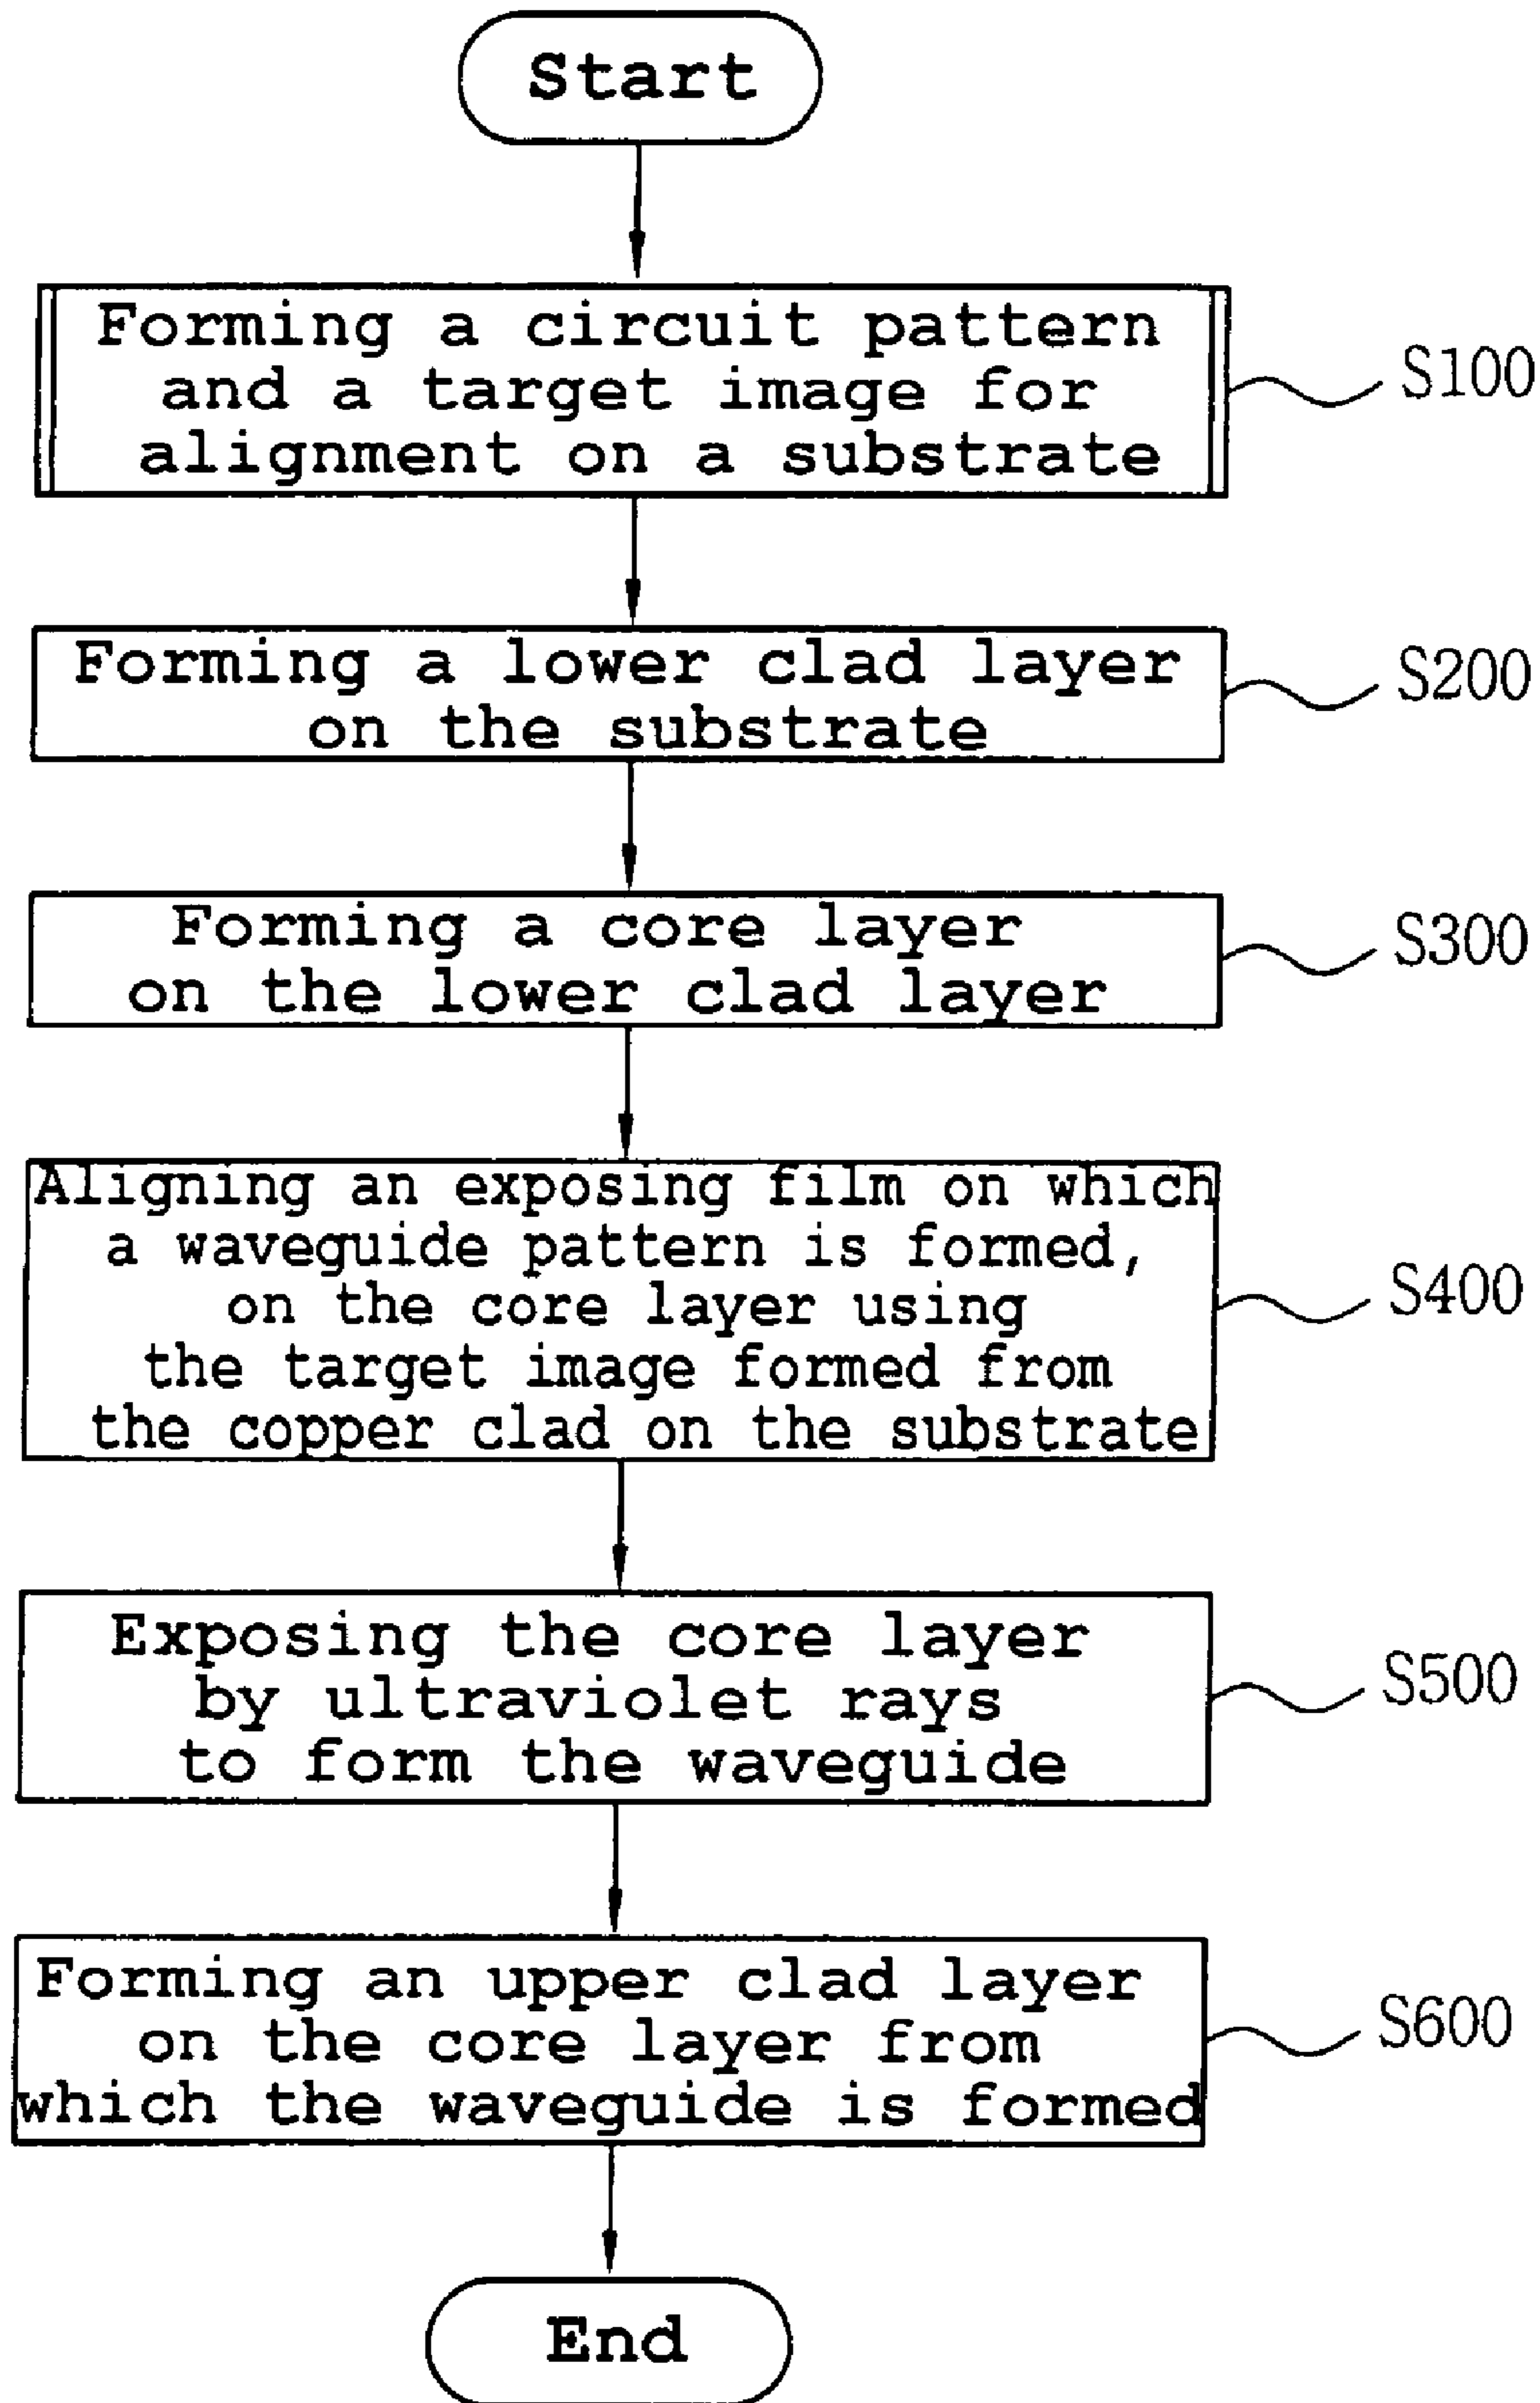 Start
Forming a circuit pattern
and a target image for
alignment on a substrate
S100
Forming a lower clad layer
on the substrate
S200
Forming a core layer
on the lower clad layer
S300
Aligning an exposing film on which
a waveguide pattern is formed,
on the core layer using
the target image formed from
the copper clad on the substrate
S400
Exposing the core layer
by ultraviolet rays
to form the waveguide
S500
Forming an upper clad layer
on the core layer from
which the waveguide is formed
S600
End